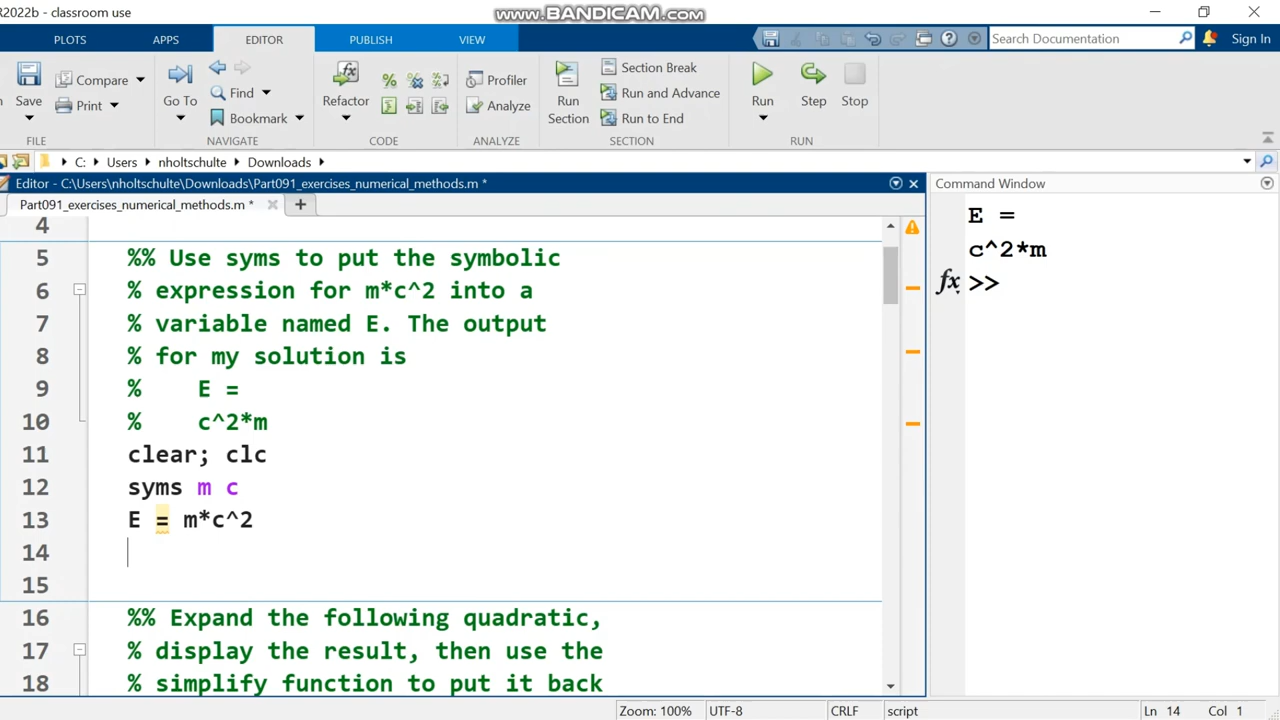 R2022b - classroom use
www.BANDICAM.com
PLOTS APPS EDITOR PUBLISH VIEW
Search Documentation
Sign In
Save
Compare
Print
FILE
Go To
Find
Bookmark
NAVIGATE
Refactor
CODE
Profiler
Analyze
ANALYZE
Run
Section
Section Break
Run and Advance
Run to End
SECTION
Run
Step
Stop
RUN
C: Users nholtschulte Downloads
Editor - C:\Users\nholtschulte\Downloads\Part091_exercises_numerical_methods.m *
Part091_exercises_numerical_methods.m *
4
5 %% Use syms to put the symbolic
6 % expression for m*c^2 into a
7 % variable named E. The output
8 % for my solution is
9 % E =
10 % c^2*m
11 clear; clc
12 syms m c
13 E = m*c^2
14
15
16 %% Expand the following quadratic,
17 % display the result, then use the
18 % simplify function to put it back
Command Window
E =
c^2*m
fx >>
Zoom: 100% UTF-8 CRLF script Ln 14 Col 1